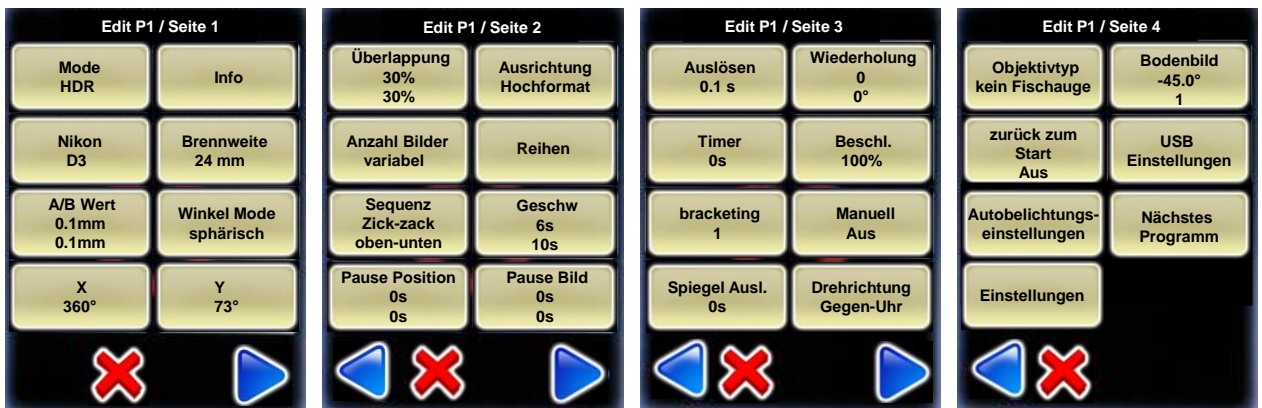 Edit P1 / Seite 1
Mode
HDR
Info
Nikon
D3
Brennweite
24 mm
A/B Wert
0.1mm
0.1mm
Winkel Mode
sphärisch
X
360°
Y
73°
Edit P1 / Seite 2
Überlappung
30%
30%
Ausrichtung
Hochformat
Anzahl Bilder
variabel
Reihen
Sequenz
Zick-zack
oben-unten
Geschw
6s
10s
Pause Position
0s
0s
Pause Bild
0s
0s
Edit P1 / Seite 3
Auslösen
0.1 s
Wiederholung
0
0°
Timer
0s
Beschl.
100%
bracketing
1
Manuell
Aus
Spiegel Ausl.
0s
Drehrichtung
Gegen-Uhr
Edit P1 / Seite 4
Objektivtyp
kein Fischauge
Bodenbild
-45.0°
1
zurück zum
Start
Aus
USB
Einstellungen
Autobelichtungs-
einstellungen
Nächstes
Programm
Einstellungen